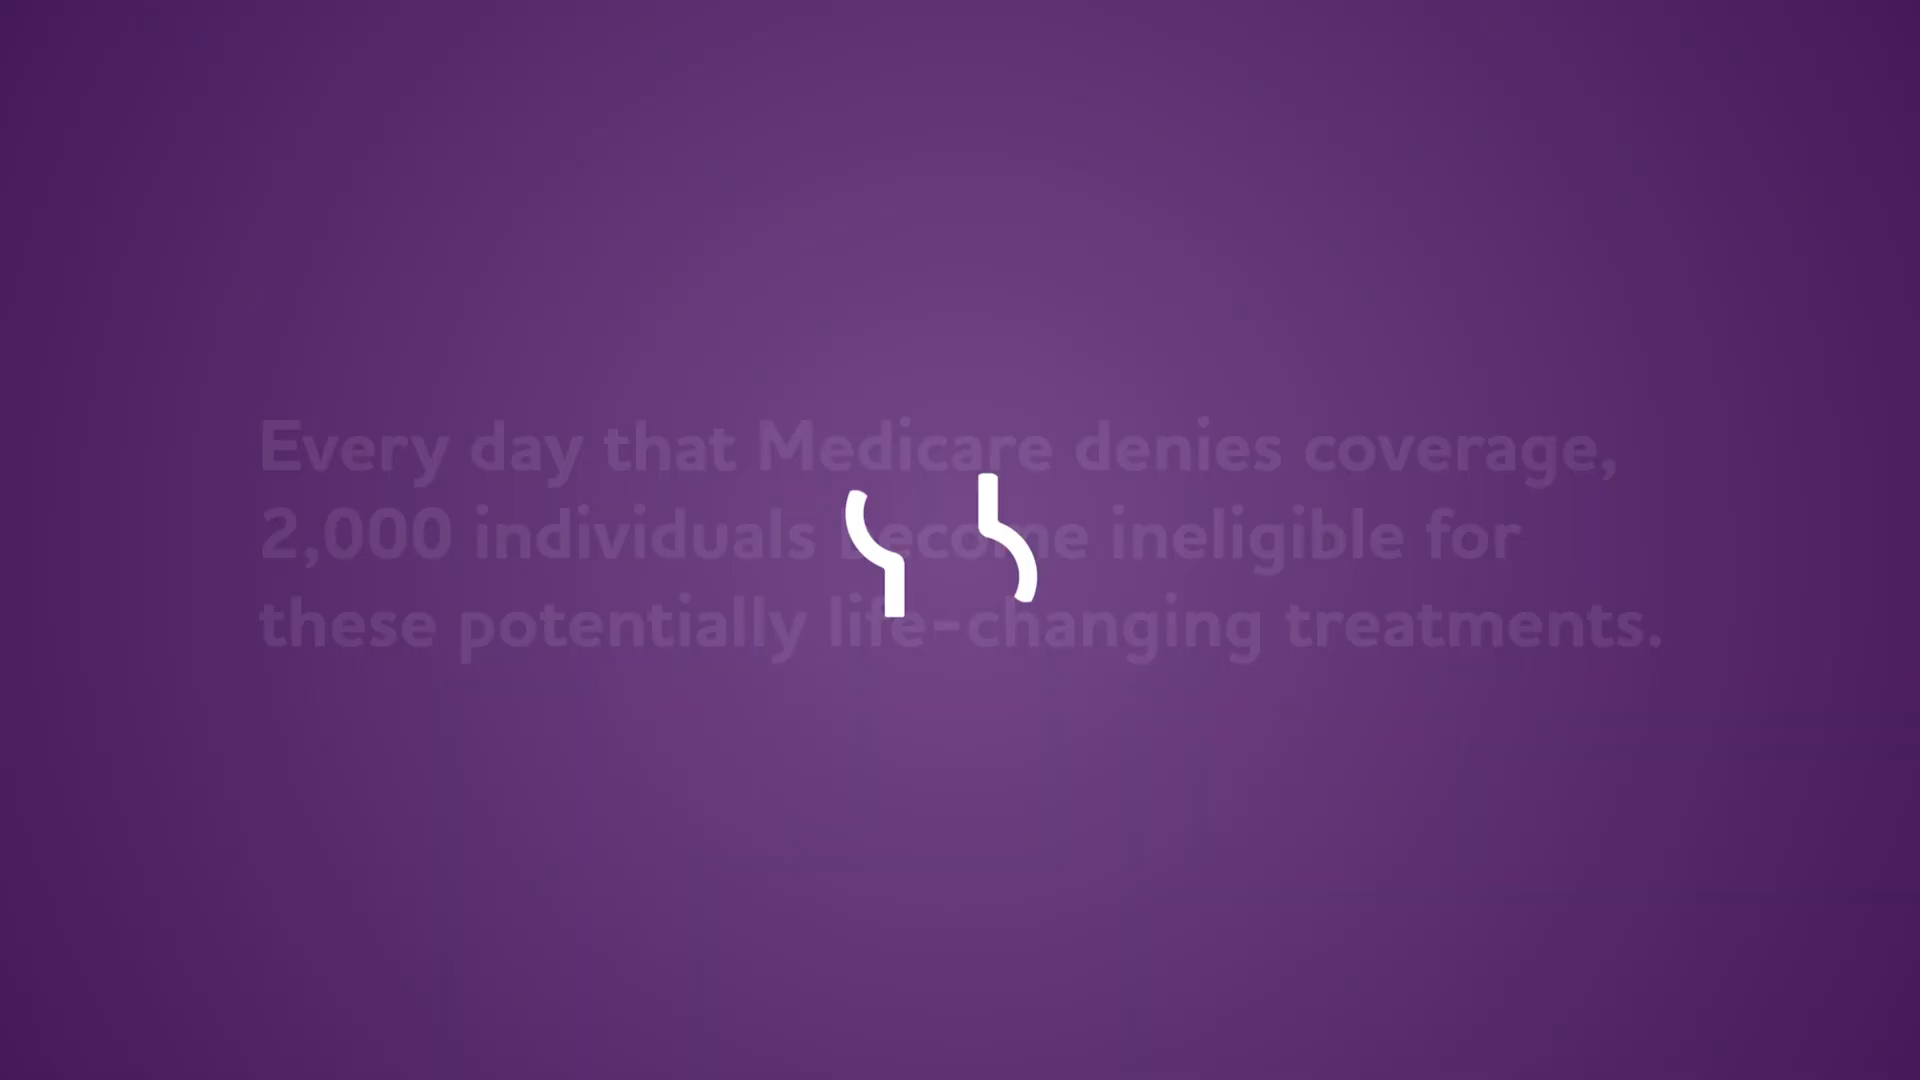 Every day that Medicare denies coverage,
2,000 individuals become ineligible for
these potentially life-changing treatments.